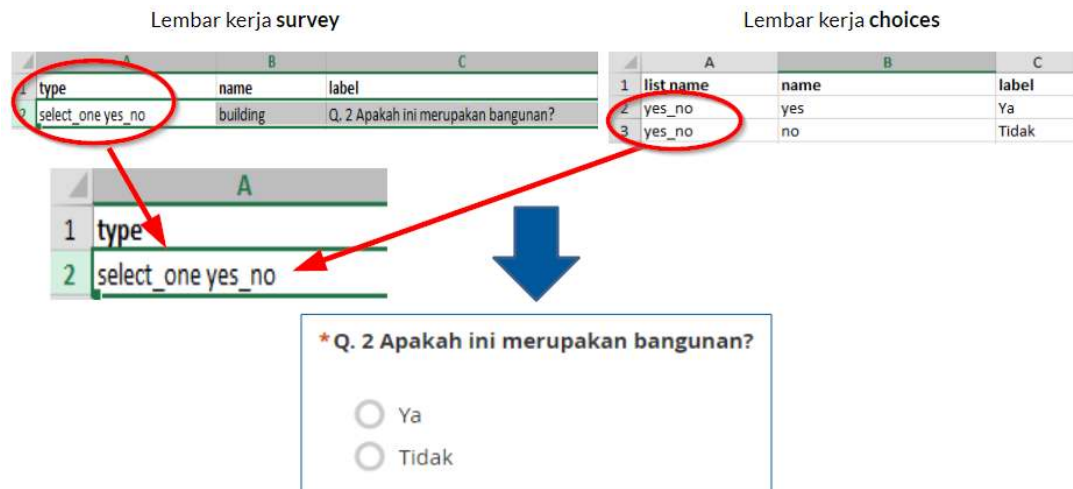 Lembar kerja survey
Lembar kerja choices
A B C
1 type name label
2 select_one yes_no building Q. 2 Apakah ini merupakan bangunan?
A B C
1 list name name label
2 yes_no yes Ya
3 yes_no no Tidak
A
1 type
2 select_one yes_no
* Q. 2 Apakah ini merupakan bangunan?
Ya
Tidak